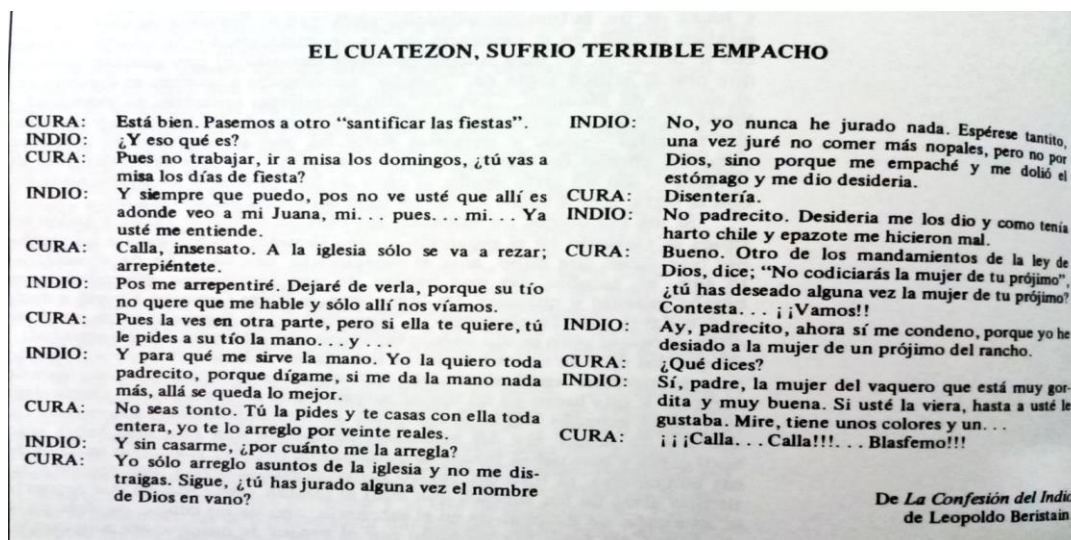 EL CUATEZON, SUFRIO TERRIBLE EMPACHO
CURA: Está bien. Pasemos a otro “santificar las fiestas”.
INDIO: ¿Y eso qué es?
CURA: Pues no trabajar, ir a misa los domingos, ¿tú vas a
misa los días de fiesta?
INDIO: Y siempre que puedo, pos no ve usté que allí es
adonde veo a mi Juana, mi. . . pues. . . mi. . . Ya
usté me entiende.
CURA: Calla, insensato. A la iglesia sólo se va a rezar;
arrepiéntete.
INDIO: Pos me arrepentiré. Dejaré de verla, porque su tío
no quere que me hable y sólo allí nos víamos.
CURA: Pues la ves en otra parte, pero si ella te quiere, tú
le pides a su tío la mano. . . y . . .
INDIO: Y para qué me sirve la mano. Yo la quiero toda
padrecito, porque dígame, si me da la mano nada
más, allá se queda lo mejor.
CURA: No seas tonto. Tú la pides y te casas con ella toda
entera, yo te lo arreglo por veinte reales.
INDIO: Y sin casarme, ¿por cuánto me la arregla?
CURA: Yo sólo arreglo asuntos de la iglesia y no me dis-
traigas. Sigue, ¿tú has jurado alguna vez el nombre
de Dios en vano?
INDIO: No, yo nunca he jurado nada. Espérese tantito,
una vez juré no comer más nopales, pero no por
Dios, sino porque me empaché y me dolió el
estómago y me dio desideria.
CURA: Disentería.
INDIO: No padrecito. Desideria me los dio y como tenía
harto chile y epazote me hicieron mal.
CURA: Bueno. Otro de los mandamientos de la ley de
Dios, dice; “No codiciarás la mujer de tu prójimo”,
¿tú has deseado alguna vez la mujer de tu prójimo?
Contesta. . . ¡¡Vamos!!
INDIO: Ay, padrecito, ahora sí me condeno, porque yo he
desiado a la mujer de un prójimo del rancho.
CURA: ¿Qué dices?
INDIO: Sí, padre, la mujer del vaquero que está muy gor-
dita y muy buena. Si usté la viera, hasta a usté le
gustaba. Mire, tiene unos colores y un. . .
CURA: ¡¡¡Calla. . . Calla!!!. . . Blasfemo!!!
De La Confesión del Indio
de Leopoldo Beristain